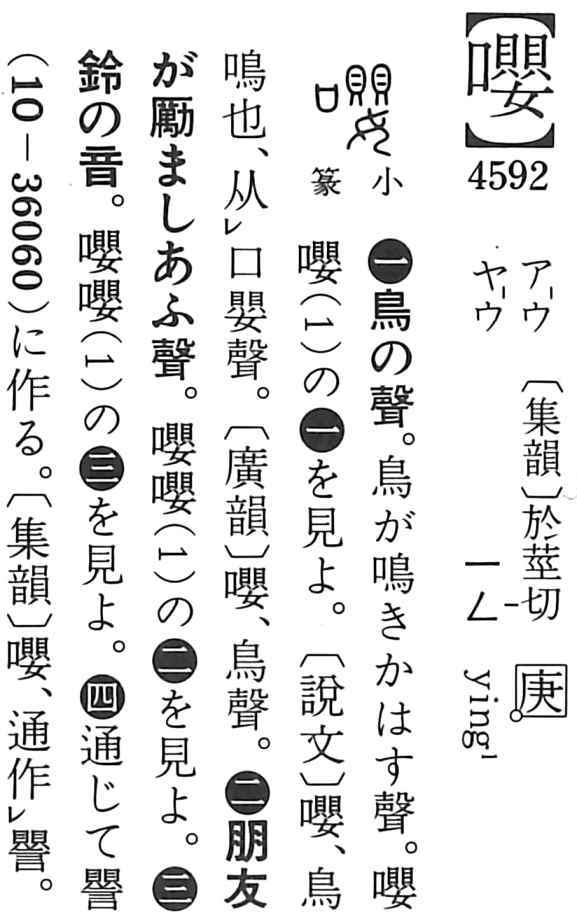 【嚶】
4592
アウ
ヤウ
〔集韻〕於莖切
庚
ㄧㄥ
ying¹
小
篆
㊀鳥の聲。鳥が鳴きかはす聲。嚶
嚶(1)の㊀を見よ。〔說文〕嚶、鳥
鳴也、从レ口嬰聲。〔廣韻〕嚶、鳥聲。㊁朋友
が勵ましあふ聲。嚶嚶(1)の㊁を見よ。㊂
鈴の音。嚶嚶(1)の㊂を見よ。㊃通じて譻
(10－36060)に作る。〔集韻〕嚶、通作レ譻。